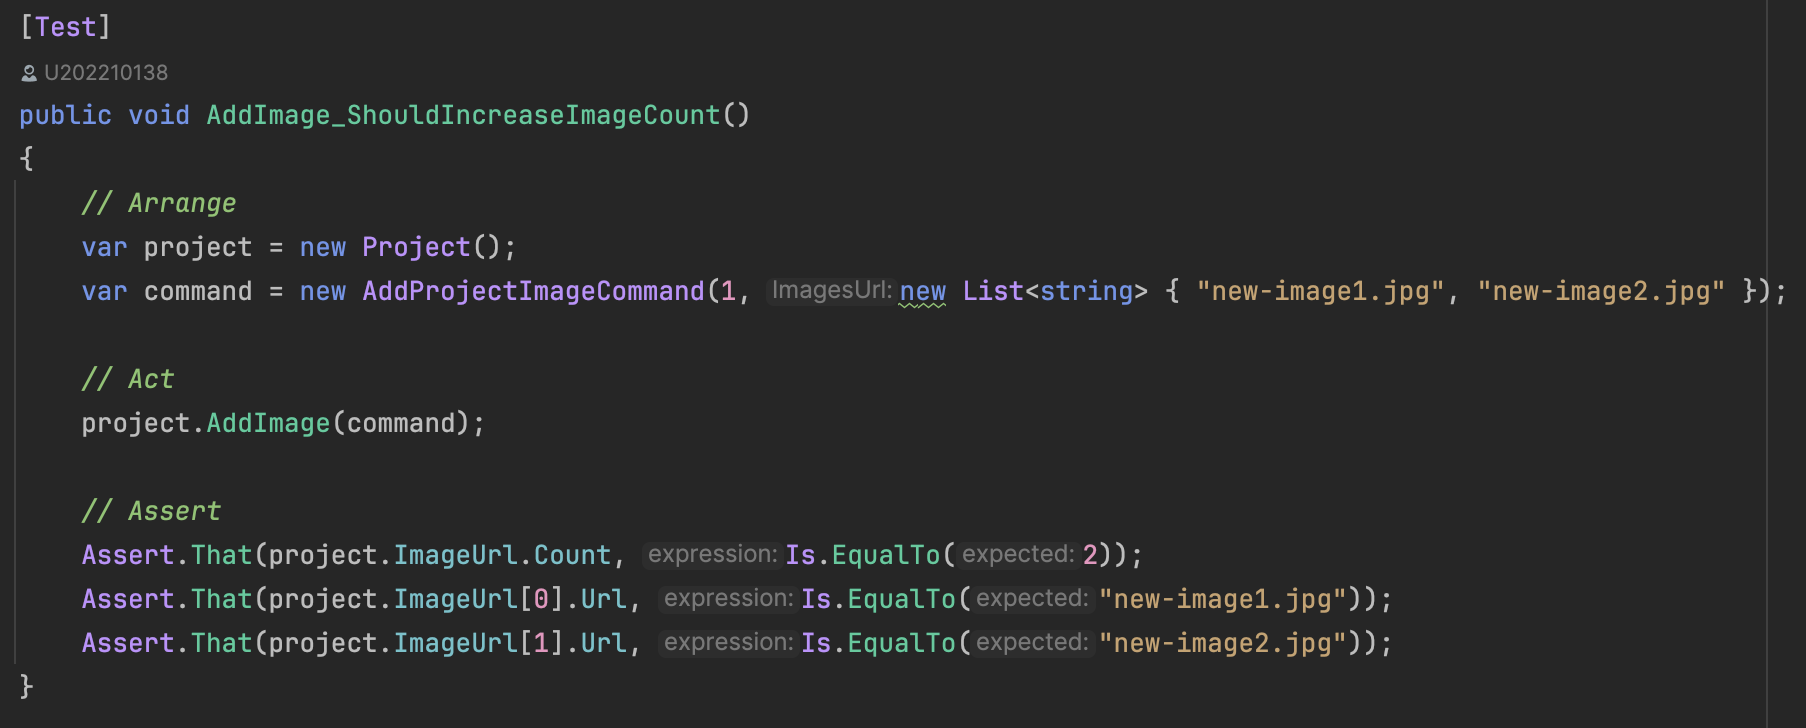 [Test]
U202210138
public void AddImage_ShouldIncreaseImageCount()
{
// Arrange
var project = new Project();
var command = new AddProjectImageCommand(1, ImagesUrl: new List<string> { "new-image1.jpg", "new-image2.jpg" });
// Act
project.AddImage(command);
// Assert
Assert.That(project.ImageUrl.Count, expression: Is.EqualTo( expected: 2));
Assert.That(project.ImageUrl[0].Url, expression: Is.EqualTo( expected: "new-image1.jpg"));
Assert.That(project.ImageUrl[1].Url, expression: Is.EqualTo( expected: "new-image2.jpg"));
}